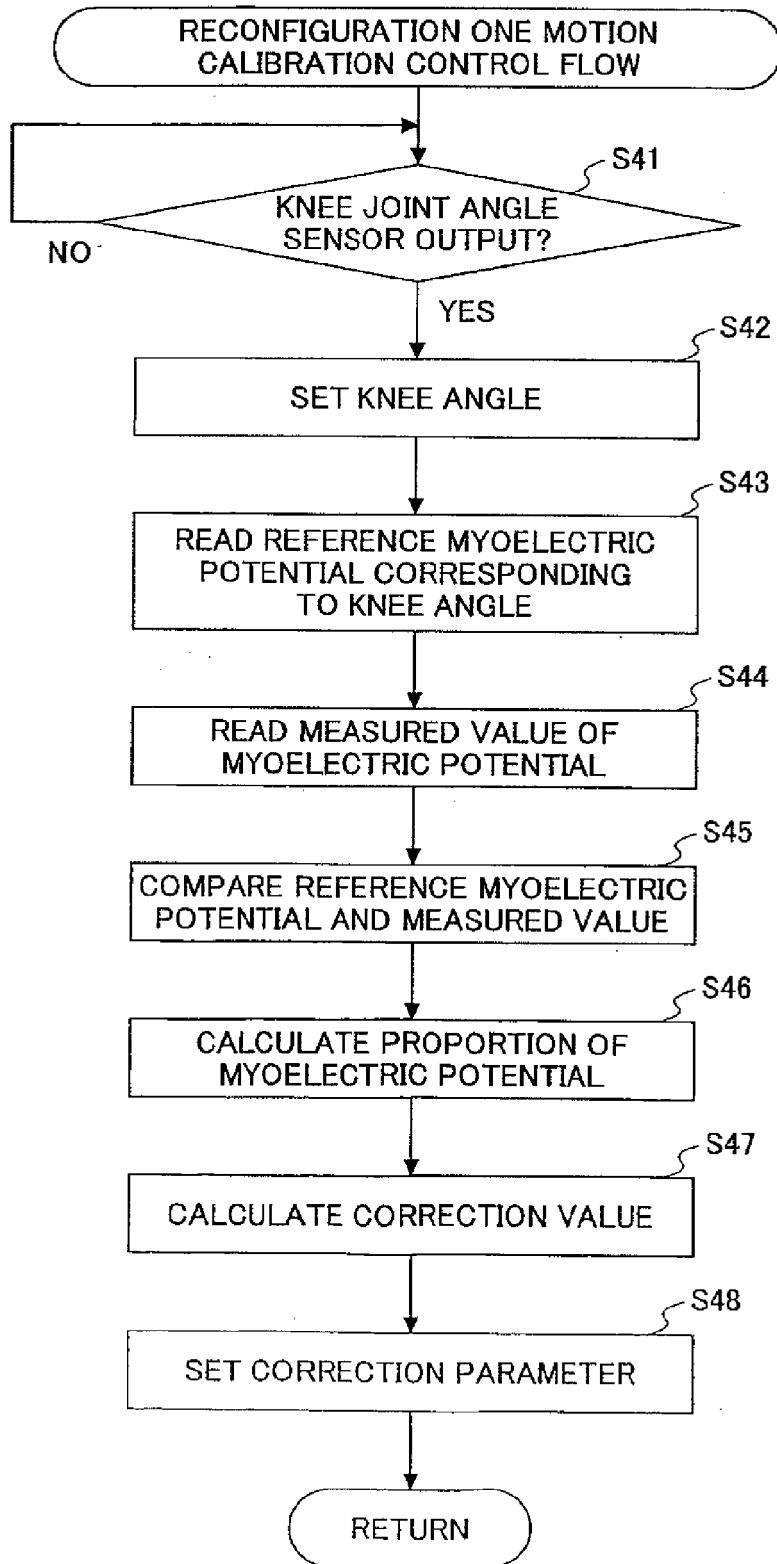 RECONFIGURATION ONE MOTION
CALIBRATION CONTROL FLOW
S41
KNEE JOINT ANGLE
SENSOR OUTPUT?
NO
YES
S42
SET KNEE ANGLE
S43
READ REFERENCE MYOELECTRIC
POTENTIAL CORRESPONDING
TO KNEE ANGLE
S44
READ MEASURED VALUE OF
MYOELECTRIC POTENTIAL
S45
COMPARE REFERENCE MYOELECTRIC
POTENTIAL AND MEASURED VALUE
S46
CALCULATE PROPORTION OF
MYOELECTRIC POTENTIAL
S47
CALCULATE CORRECTION VALUE
S48
SET CORRECTION PARAMETER
RETURN